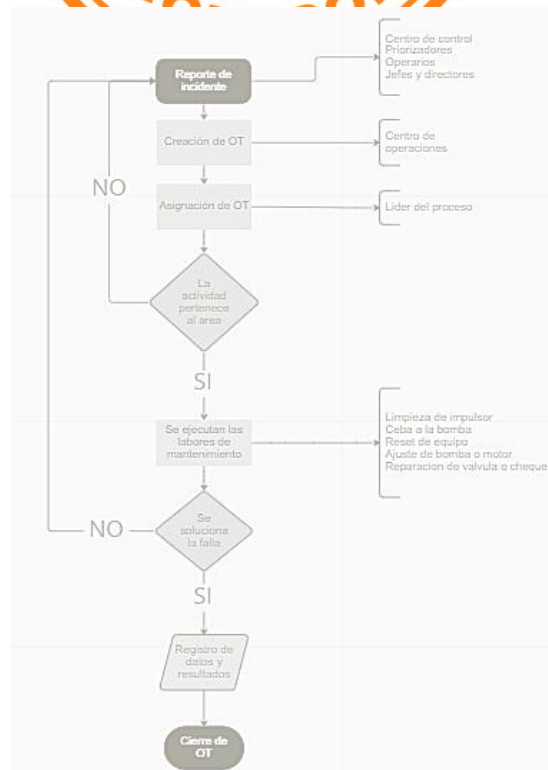 Reporte de
incidente
Centro de control
Priorizadores
Operarios
Jefes y directores
Creación de OT
Centro de
operaciones
NO
Asignación de OT
Lider del proceso
La
actividad
pertenece
al area
SI
Se ejecutan las
labores de
mantenimiento
Limpieza de impulsor
Ceba a la bomba
Reset de equipo
Ajuste de bomba o motor
Reparacion de valvula o cheque
NO
Se
soluciona
la falla
SI
Registro de
datos y
resultados
Cierre de
OT